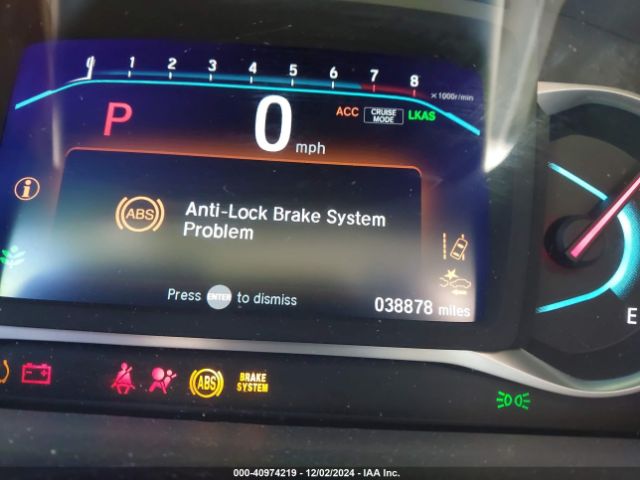 0 1 2 3 4 5 6 7 8
x1000r/min
P 0 mph ACC CRUISE MODE LKAS
ABS Anti-Lock Brake System
Problem
Press ENTER to dismiss
038878 miles
E
ABS BRAKE SYSTEM
000-40974219 • 12/02/2024 - IAA Inc.